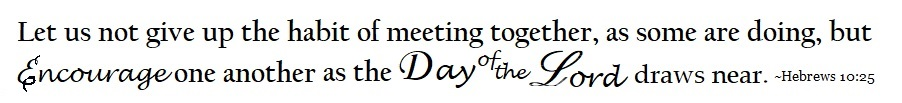 Let us not give up the habit of meeting together, as some are doing, but
Encourage one another as the Day of the Lord draws near. ~Hebrews 10:25